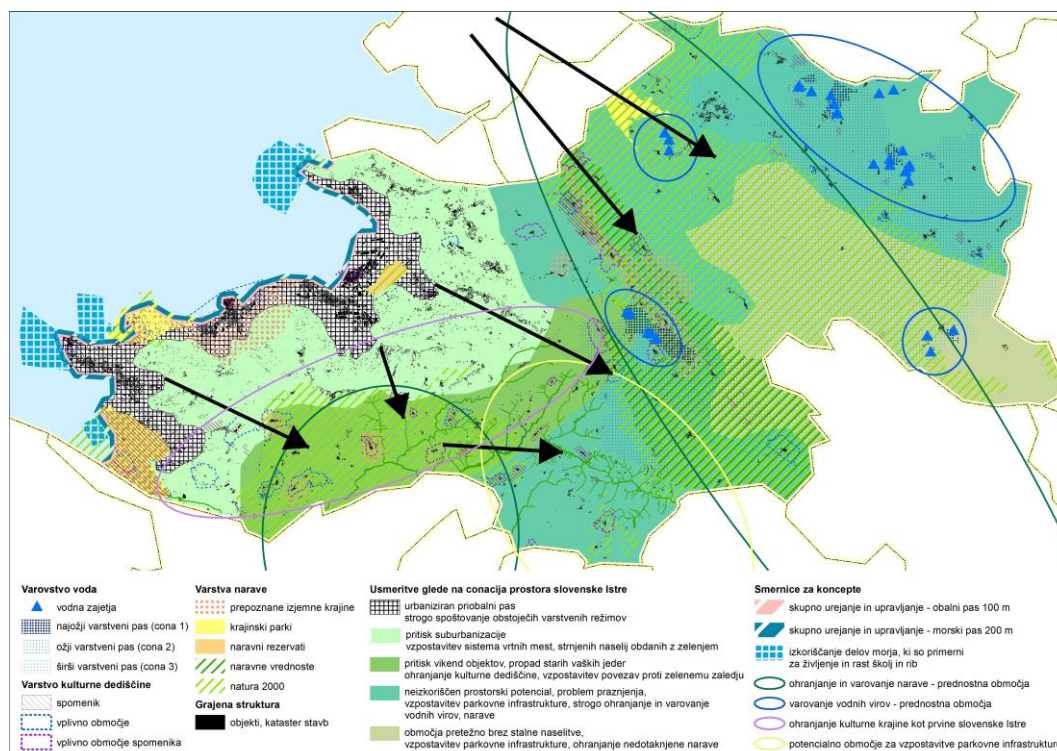 Varovstvo voda
vodna zajetja
najožji varstveni pas (cona 1)
ožji varstveni pas (cona 2)
širši varstveni pas (cona 3)
Varstvo kulturne dediščine
spomenik
vplivno območje
vplivno območje spomenika
Varstva narave
prepoznane izjemne krajine
krajinski parki
naravni rezervati
naravne vrednosti
natura 2000
Grajena struktura
objekti, kataster stavb
Usmeritve glede na conacija prostora slovenske Istre
urbaniziran priobalni pas
strogo spoštovanje obstoječih varstvenih režimov
pritisk suburbanizacije
vzpostavitev sistema vrtnih mest, strnjenih naselij obdanih z zelenjem
pritisk vikend objektov, propad starih vaških jeder
ohranjanje kulturne dediščine, vzpostavitev povezav proti zelenemu zaledju
neizkoriščen prostorski potencial, problem praznjenja,
vzpostavitev parkovne infrastrukture, strogo ohranjanje in varovanje
vodnih virov, narave
območja pretežno brez stalne naselitve,
vzpostavitev parkovne infrastrukture, ohranjanje nedotaknjene narave
Smernice za koncepte
skupno urejanje in upravljanje - obalni pas 100 m
skupno urejanje in upravljanje - morski pas 200 m
izkoriščanje delov morja, ki so primerni
za življenje in rast školj in rib
ohranjanje in varovanje narave - prednostna območja
varovanje vodnih virov - prednostna območja
ohranjanje kulturne krajine kot prvine slovenske Istre
potencialno območje za vzpostavitve parkovne infrastruktur